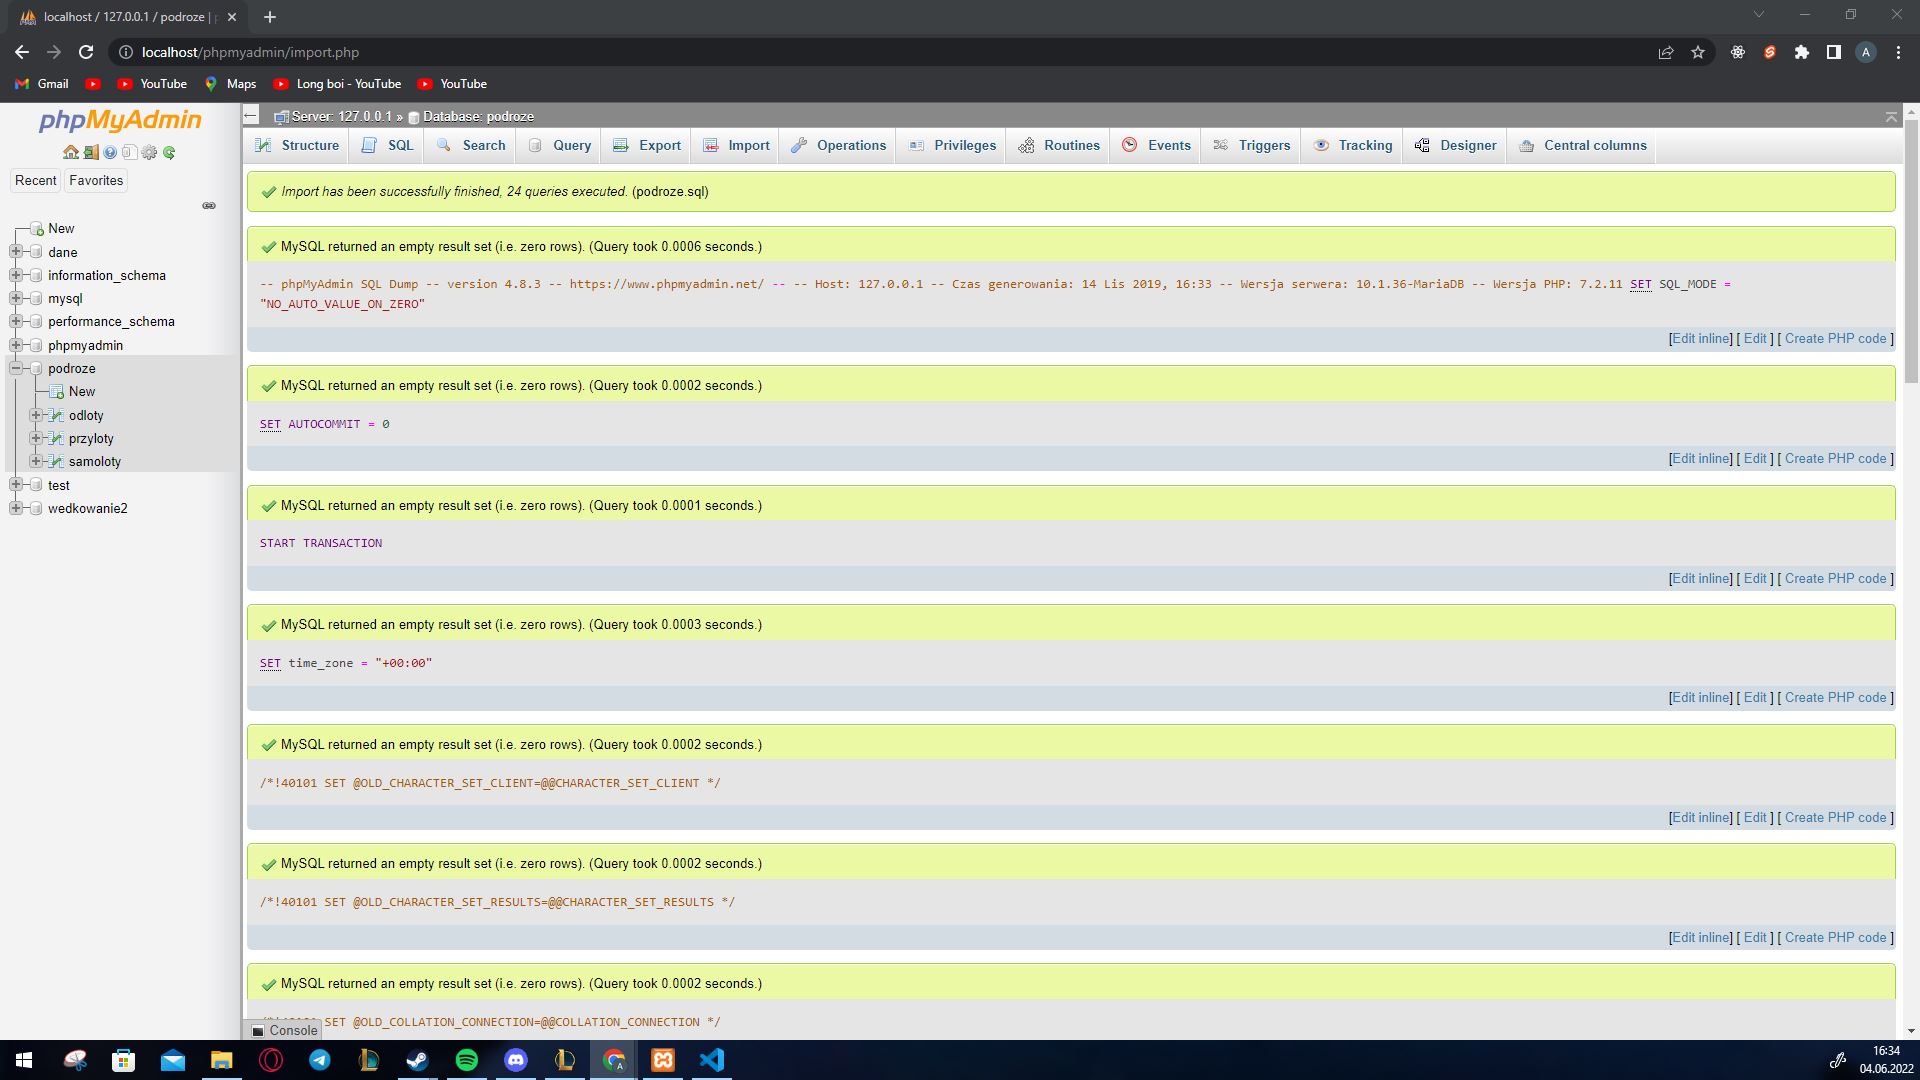 localhost / 127.0.0.1 / podroze | p
localhost/phpmyadmin/import.php
A
Gmail
YouTube
Maps
Long boi - YouTube
YouTube
phpMyAdmin
Recent
Favorites
New
dane
information_schema
mysql
performance_schema
phpmyadmin
podroze
New
odloty
przyloty
samoloty
test
wedkowanie2
Server: 127.0.0.1 » Database: podroze
Structure
SQL
Search
Query
Export
Import
Operations
Privileges
Routines
Events
Triggers
Tracking
Designer
Central columns
Import has been successfully finished, 24 queries executed. (podroze.sql)
MySQL returned an empty result set (i.e. zero rows). (Query took 0.0006 seconds.)
-- phpMyAdmin SQL Dump -- version 4.8.3 -- https://www.phpmyadmin.net/ -- -- Host: 127.0.0.1 -- Czas generowania: 14 Lis 2019, 16:33 -- Wersja serwera: 10.1.36-MariaDB -- Wersja PHP: 7.2.11 SET SQL_MODE =
"NO_AUTO_VALUE_ON_ZERO"
[Edit inline] [ Edit ] [ Create PHP code ]
MySQL returned an empty result set (i.e. zero rows). (Query took 0.0002 seconds.)
SET AUTOCOMMIT = 0
[Edit inline] [ Edit ] [ Create PHP code ]
MySQL returned an empty result set (i.e. zero rows). (Query took 0.0001 seconds.)
START TRANSACTION
[Edit inline] [ Edit ] [ Create PHP code ]
MySQL returned an empty result set (i.e. zero rows). (Query took 0.0003 seconds.)
SET time_zone = "+00:00"
[Edit inline] [ Edit ] [ Create PHP code ]
MySQL returned an empty result set (i.e. zero rows). (Query took 0.0002 seconds.)
/*!40101 SET @OLD_CHARACTER_SET_CLIENT=@@CHARACTER_SET_CLIENT */
[Edit inline] [ Edit ] [ Create PHP code ]
MySQL returned an empty result set (i.e. zero rows). (Query took 0.0002 seconds.)
/*!40101 SET @OLD_CHARACTER_SET_RESULTS=@@CHARACTER_SET_RESULTS */
[Edit inline] [ Edit ] [ Create PHP code ]
MySQL returned an empty result set (i.e. zero rows). (Query took 0.0002 seconds.)
SET @OLD_COLLATION_CONNECTION=@@COLLATION_CONNECTION */
Console
16:34
04.06.2022